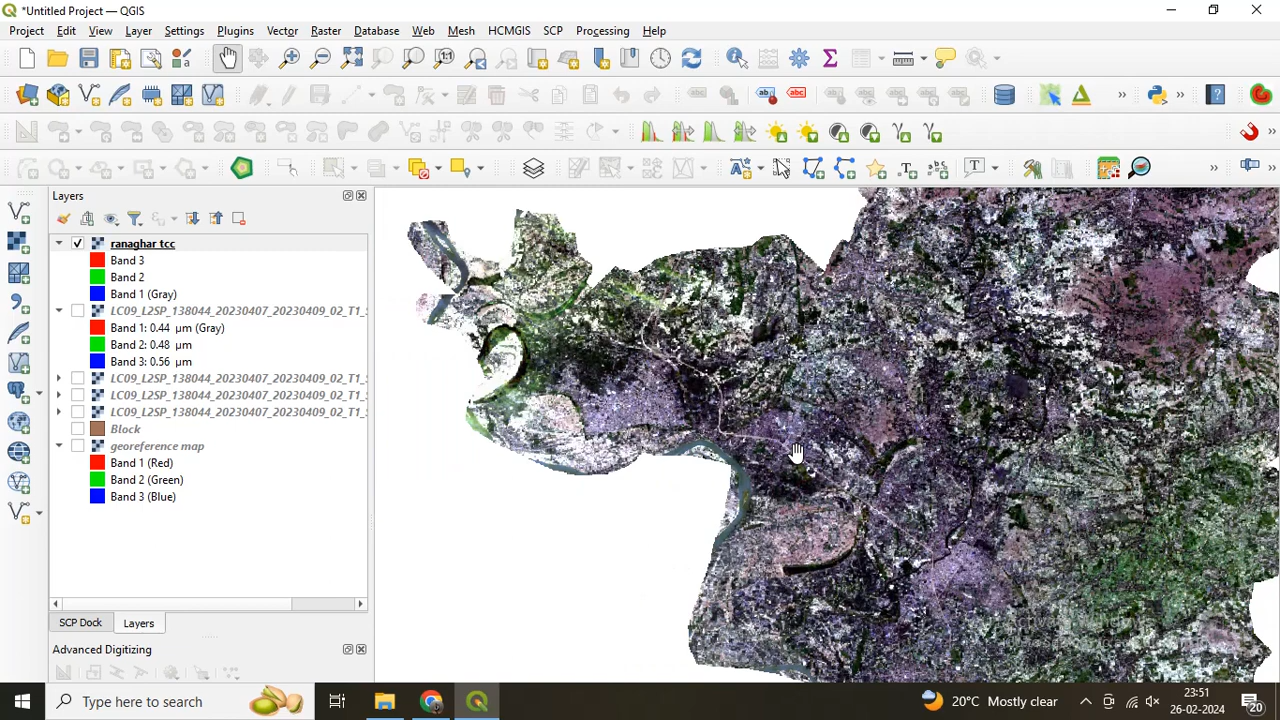 *Untitled Project — QGIS
Project Edit View Layer Settings Plugins Vector Raster Database Web Mesh HCMGIS SCP Processing Help
Layers
ranaghar tcc
Band 3
Band 2
Band 1 (Gray)
LC09_L2SP_138044_20230407_20230409_02_T1_
Band 1: 0.44 µm (Gray)
Band 2: 0.48 µm
Band 3: 0.56 µm
LC09_L2SP_138044_20230407_20230409_02_T1_
LC09_L2SP_138044_20230407_20230409_02_T1_
LC09_L2SP_138044_20230407_20230409_02_T1_
Block
georeference map
Band 1 (Red)
Band 2 (Green)
Band 3 (Blue)
SCP Dock Layers
Advanced Digitizing
Type here to search
20°C Mostly clear
23:51
26-02-2024
20